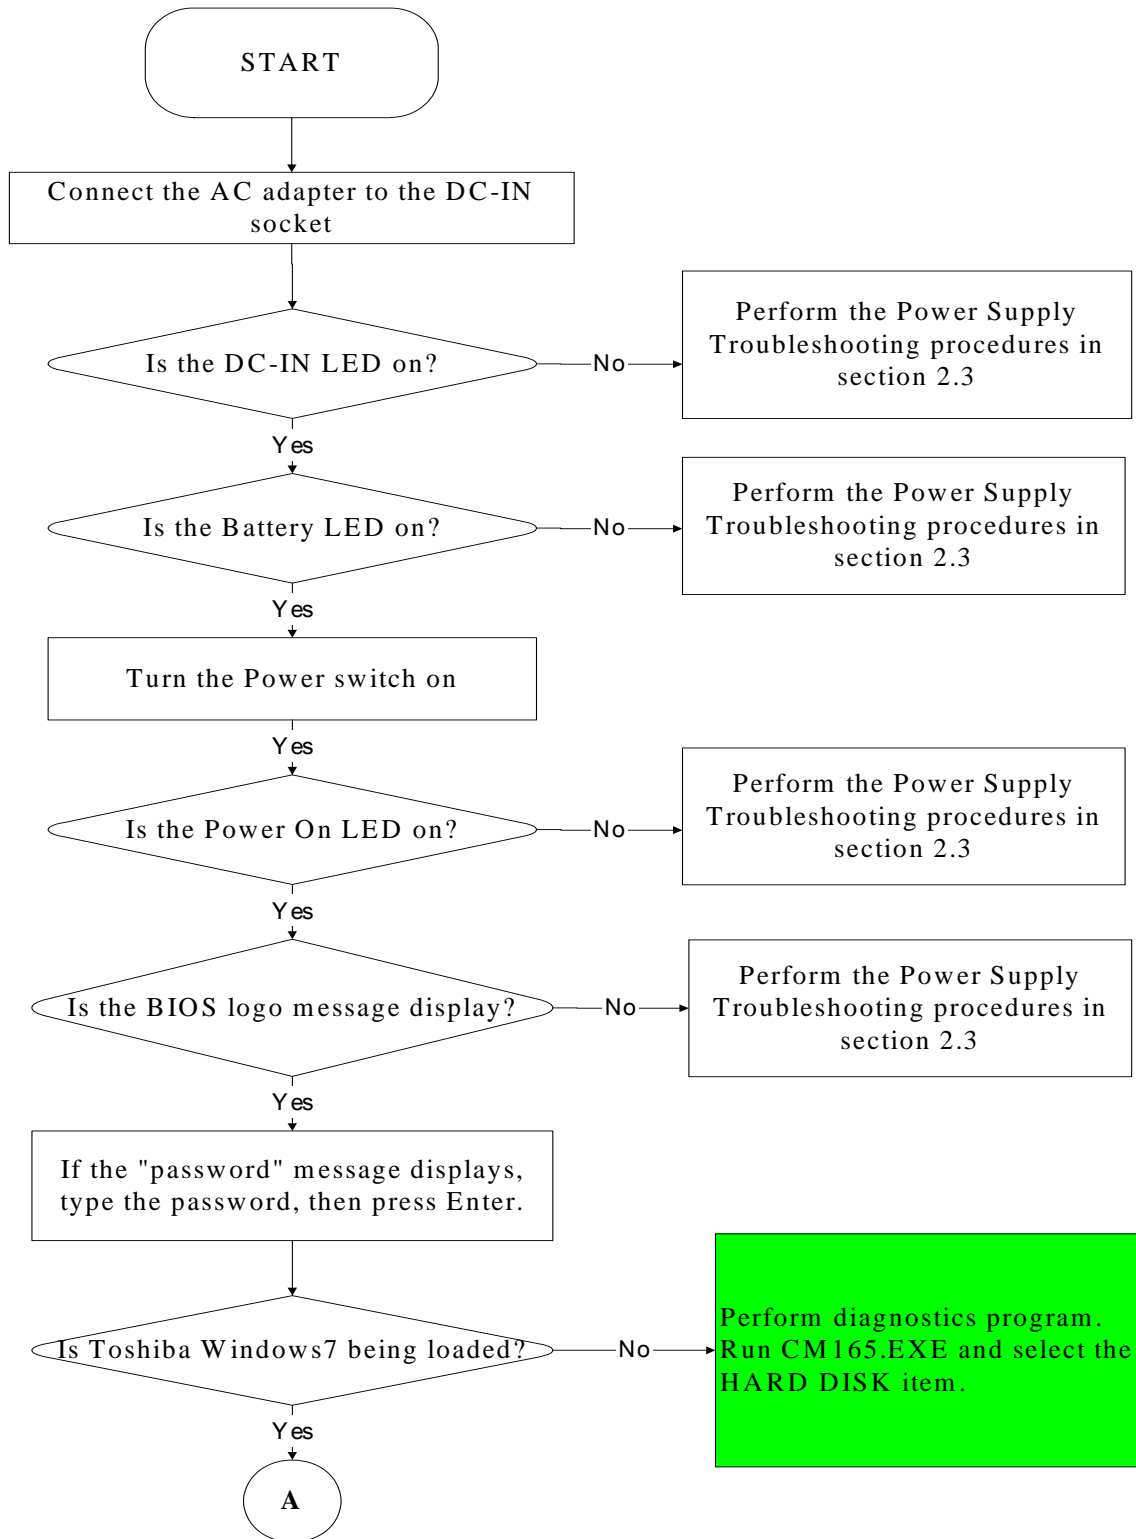 START
Connect the AC adapter to the DC-IN
socket
Is the DC-IN LED on?
No
Perform the Power Supply
Troubleshooting procedures in
section 2.3
Yes
Is the Battery LED on?
No
Perform the Power Supply
Troubleshooting procedures in
section 2.3
Yes
Turn the Power switch on
Yes
Is the Power On LED on?
No
Perform the Power Supply
Troubleshooting procedures in
section 2.3
Yes
Is the BIOS logo message display?
No
Perform the Power Supply
Troubleshooting procedures in
section 2.3
Yes
If the "password" message displays,
type the password, then press Enter.
Is Toshiba Windows7 being loaded?
No
Perform diagnostics program.
Run CM165.EXE and select the
HARD DISK item.
Yes
A